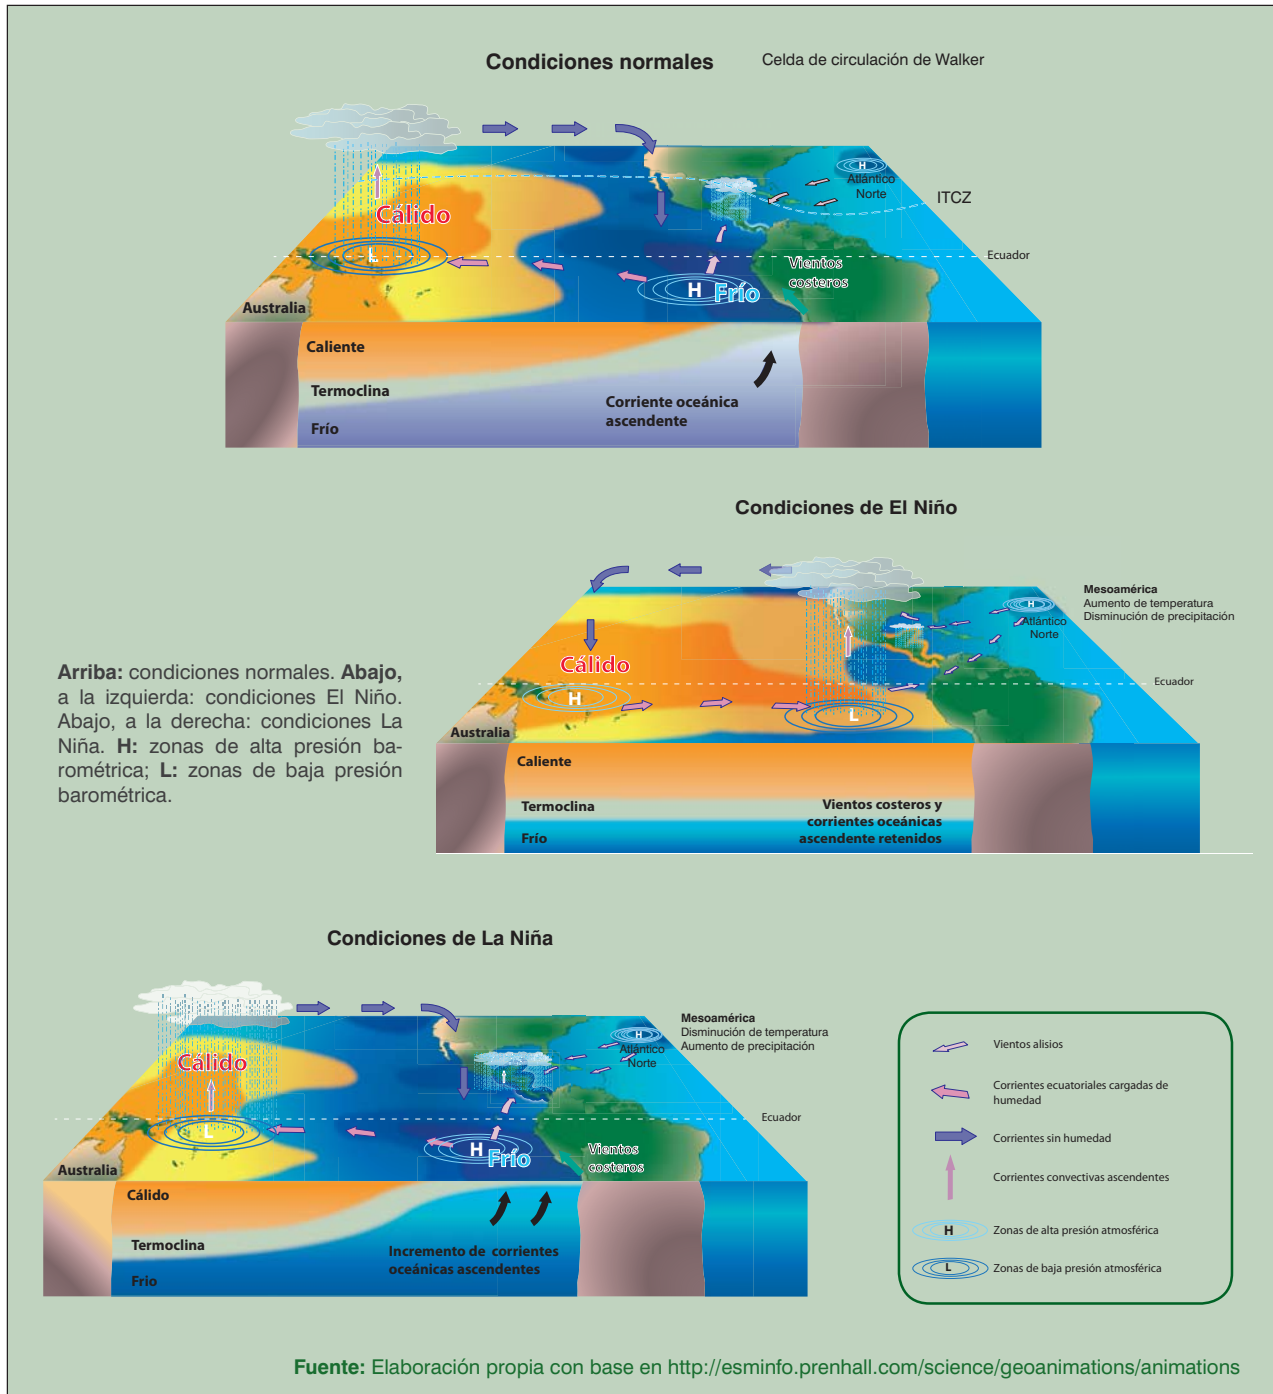 Condiciones normales
Celda de circulación de Walker
H
Atlántico
Norte
ITCZ
Cálido
L
Ecuador
Vientos
costeros
H
Frío
Australia
Caliente
Termoclina
Frío
Corriente oceánica
ascendente
Condiciones de El Niño
Mesoamérica
Aumento de temperatura
Disminución de precipitación
H
Atlántico
Norte
Cálido
Ecuador
H
L
Australia
Caliente
Termoclina
Frío
Vientos costeros y
corrientes oceánicas
ascendente retenidos
Arriba: condiciones normales. Abajo,
a la izquierda: condiciones El Niño.
Abajo, a la derecha: condiciones La
Niña. H: zonas de alta presión ba-
rométrica; L: zonas de baja presión
barométrica.
Condiciones de La Niña
Mesoamérica
Disminución de temperatura
Aumento de precipitación
H
Atlántico
Norte
Cálido
Ecuador
L
H
Frío
Vientos
costeros
Australia
Cálido
Termoclina
Frio
Incremento de corrientes
oceánicas ascendentes
Vientos alisios
Corrientes ecuatoriales cargadas de
humedad
Corrientes sin humedad
Corrientes convectivas ascendentes
H
Zonas de alta presión atmosférica
L
Zonas de baja presión atmosférica
Fuente: Elaboración propia con base en http://esminfo.prenhall.com/science/geoanimations/animations